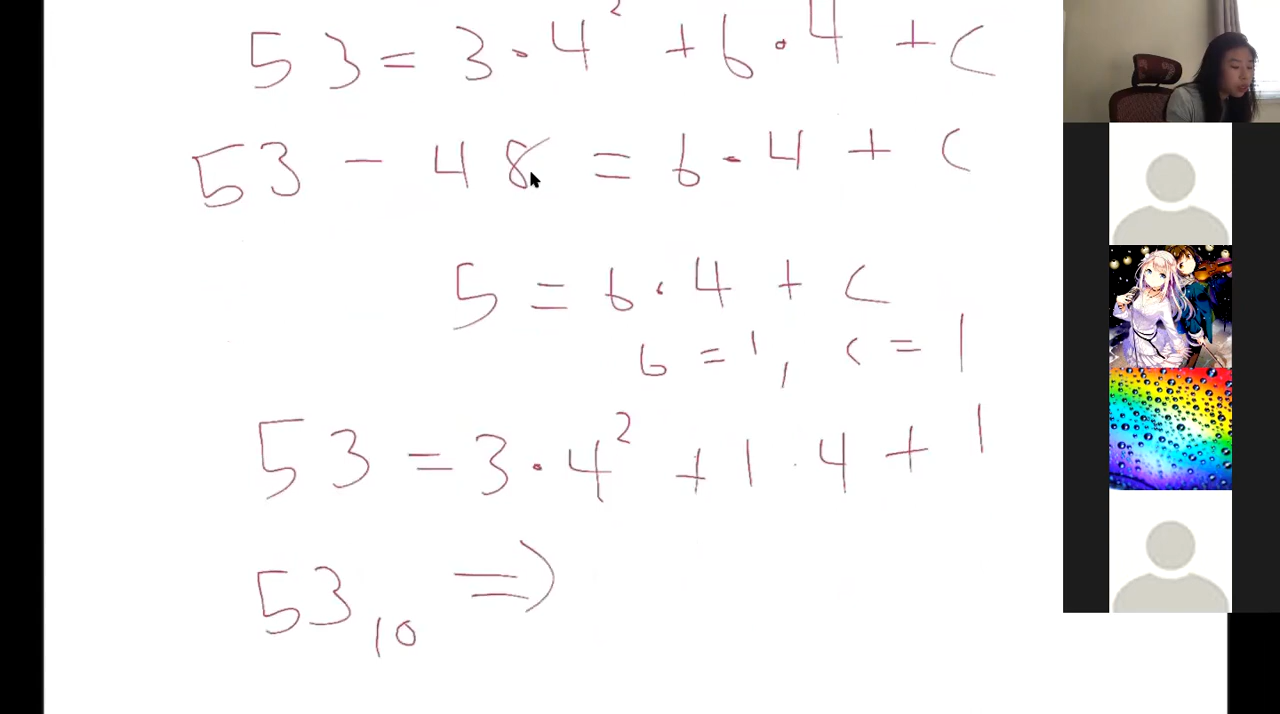 53 = 3 · 4² + b · 4 + c
53 − 48 = b · 4 + c
5 = b · 4 + c
b = 1, c = 1
53 = 3 · 4² + 1 · 4 + 1
53₁₀ ⇒